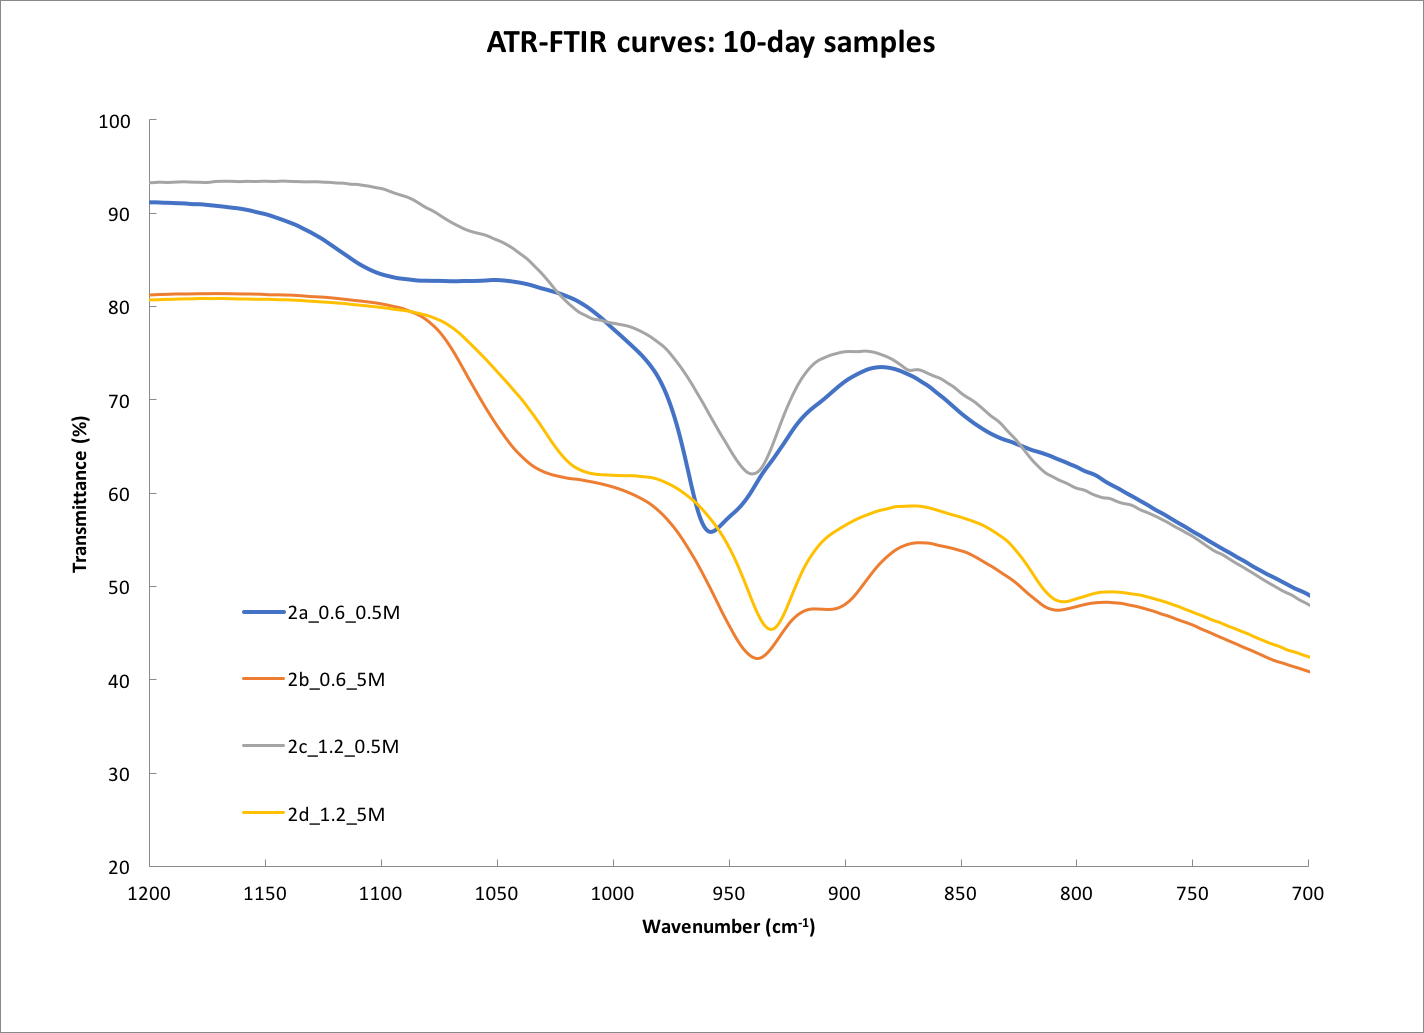 ATR-FTIR curves: 10-day samples
100
90
80
70
60
50
40
30
20
Transmittance (%)
2a_0.6_0.5M
2b_0.6_5M
2c_1.2_0.5M
2d_1.2_5M
1200 1150 1100 1050 1000 950 900 850 800 750 700
Wavenumber (cm-1)